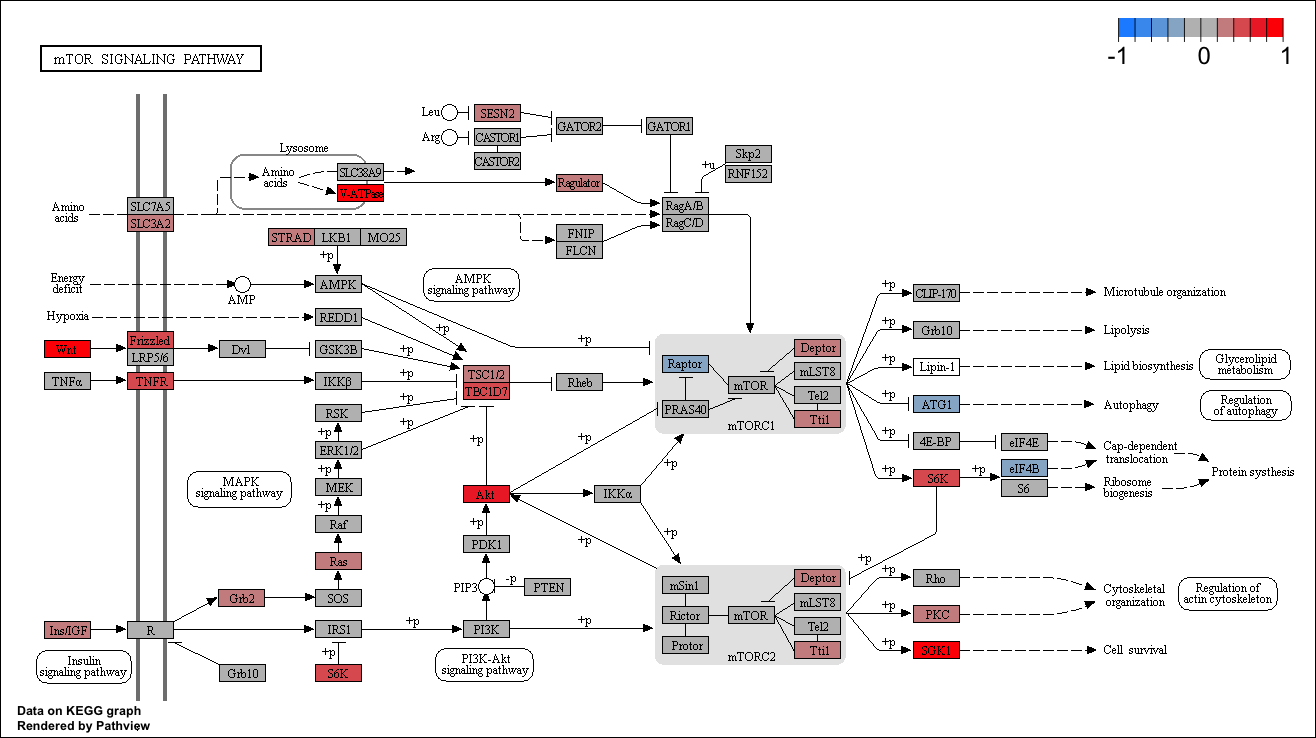 mTOR SIGNALING PATHWAY
-1 0 1
Leu
SESN2
GATOR2
GATOR1
Arg
CASTOR1
CASTOR2
Lysosome
Amino
acids
SLC38A9
V-ATPase
Ragulator
+u
Skp2
RNF152
Amino
acids
SLC7A5
SLC3A2
RagA/B
RagC/D
FNIP
FLCN
STRAD
LKB1
MO25
+p
Energy
deficit
AMP
AMPK
AMPK
signaling pathway
Hypoxia
REDD1
+p
+p
Wnt
Frizzled
LRP5/6
Dvl
GSK3B
+p
TNFα
TNFR
IKKβ
+p
TSC1/2
TBC1D7
Rheb
RSK
+p
+p
ERK1/2
+p
+p
MAPK
signaling pathway
MEK
+p
Raf
Ras
Grb2
SOS
Ins/IGF
R
IRS1
+p
PI3K
+p
Insulin
signaling pathway
Grb10
+p
S6K
PI3K-Akt
signaling pathway
+p
Akt
+p
PDK1
PIP3
-p
PTEN
+p
IKKα
+p
+p
+p
Raptor
Deptor
mTOR
mLST8
Tel2
PRAS40
Tti1
mTORC1
mSin1
Deptor
Rictor
mTOR
mLST8
Tel2
Protor
Tti1
mTORC2
+p
CLIP-170
Microtubule organization
+p
Grb10
Lipolysis
+p
Lipin-1
Lipid biosynthesis
Glycerolipid
metabolism
+p
ATG1
Autophagy
Regulation
of autophagy
+p
4E-BP
eIF4E
Cap-dependent
translocation
+p
S6K
+p
eIF4B
S6
Ribosome
biogenesis
Protein systhesis
+p
+p
Rho
+p
PKC
Cytoskeletal
organization
Regulation of
actin cytoskeleton
+p
SGK1
Cell survival
Data on KEGG graph
Rendered by Pathview